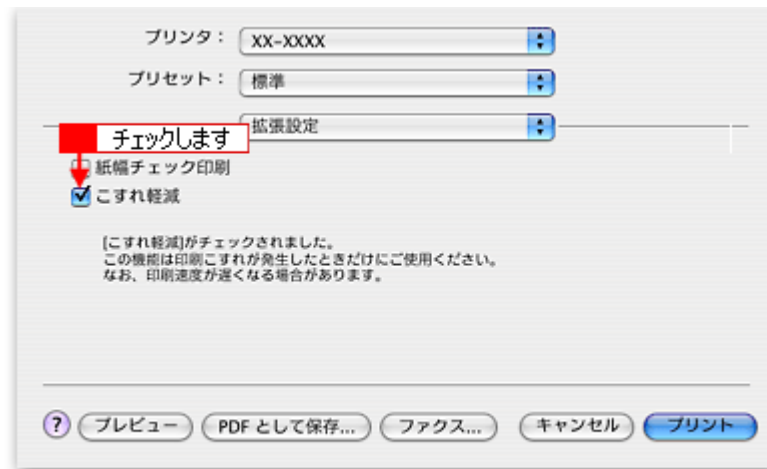 プリンタ： XX-XXXX
プリセット： 標準
拡張設定
チェックします
紙幅チェック印刷
こすれ軽減
[こすれ軽減]がチェックされました。
この機能は印刷こすれが発生したときだけにご使用ください。
なお、印刷速度が遅くなる場合があります。
? プレビュー PDF として保存... ファクス... キャンセル プリント